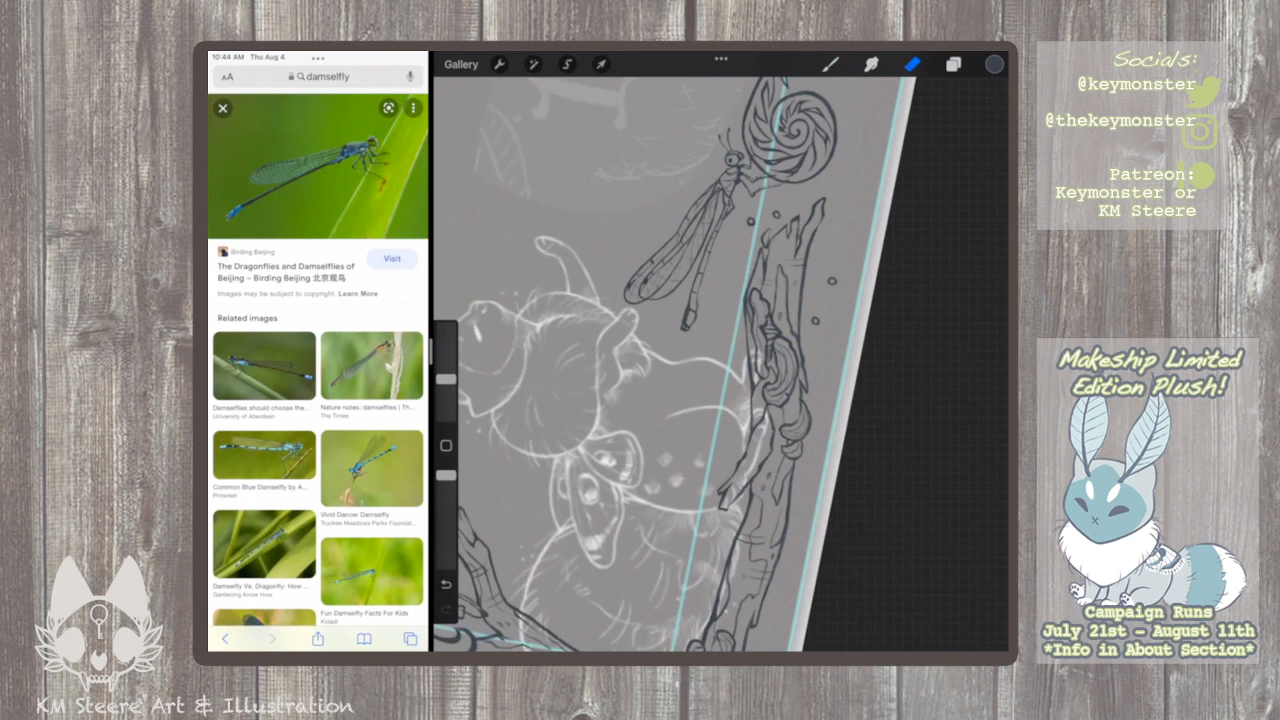 10:44 AM Thu Aug 4
AA damselfly
Birding Beijing
The Dragonflies and Damselflies of
Beijing – Birding Beijing 北京观鸟
Visit
Images may be subject to copyright. Learn More
Related images
Damselflies should choose the...
University of Aberdeen
Nature notes: damselflies | Th...
The Times
Common Blue Damselfly by A...
Pinterest
Vivid Dancer Damselfly
Truckee Meadows Parks Foundat...
Damselfly Vs. Dragonfly: How ...
Gardening Know How
Fun Damselfly Facts For Kids
Kidadl
Gallery
Socials:
@keymonster
@thekeymonster
Patreon:
Keymonster or
KM Steere
Makeship Limited
Edition Plush!
Campaign Runs
July 21st - August 11th
*Info in About Section*
KM Steere Art & Illustration